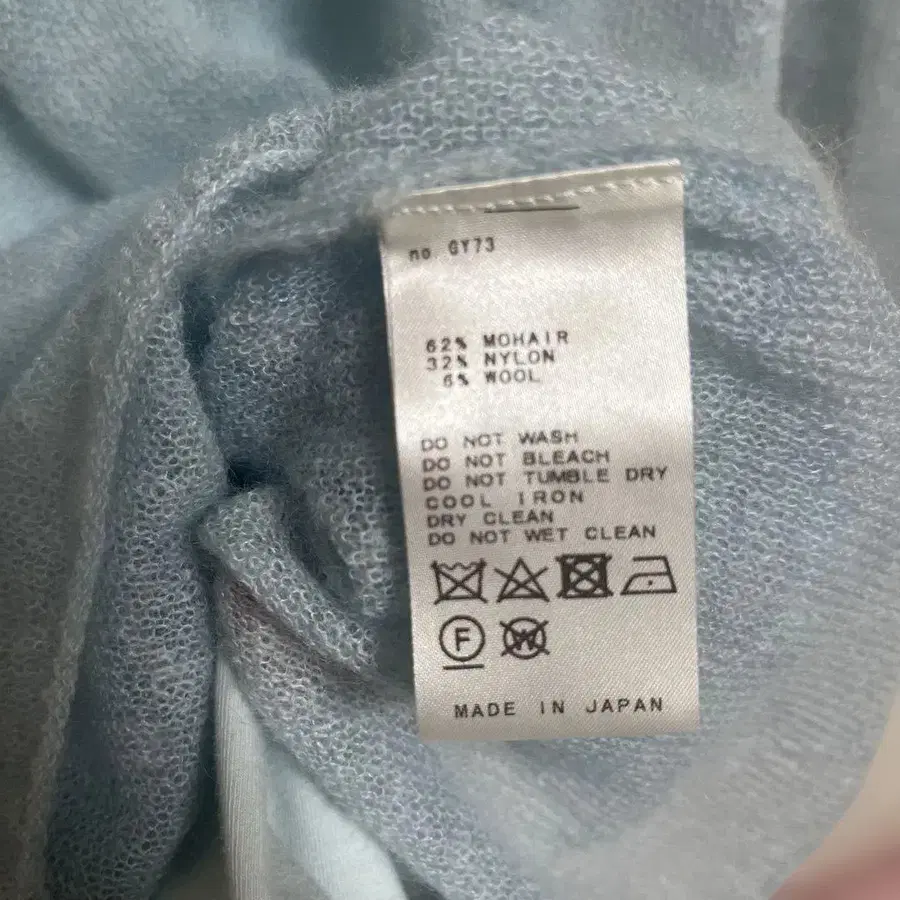 no. GY73
62% MOHAIR
32% NYLON
6% WOOL
DO NOT WASH
DO NOT BLEACH
DO NOT TUMBLE DRY
COOL IRON
DRY CLEAN
DO NOT WET CLEAN
F W
MADE IN JAPAN